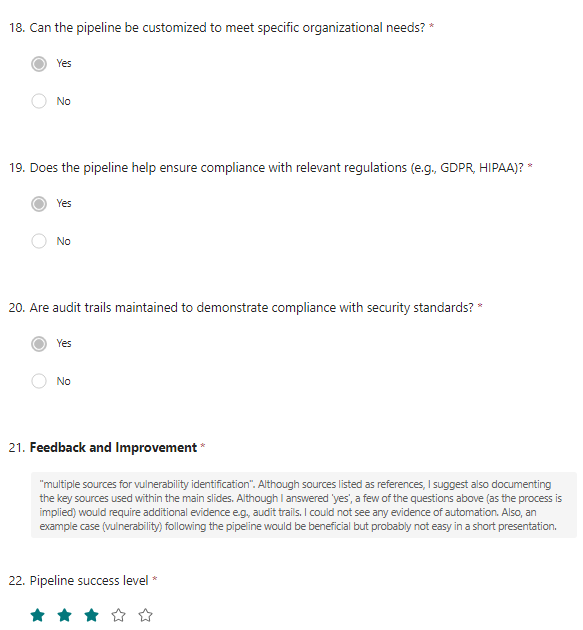 18. Can the pipeline be customized to meet specific organizational needs? *
Yes
No
19. Does the pipeline help ensure compliance with relevant regulations (e.g., GDPR, HIPAA)? *
Yes
No
20. Are audit trails maintained to demonstrate compliance with security standards? *
Yes
No
21. Feedback and Improvement *
"multiple sources for vulnerability identification". Although sources listed as references, I suggest also documenting
the key sources used within the main slides. Although I answered 'yes', a few of the questions above (as the process is
implied) would require additional evidence e.g., audit trails. I could not see any evidence of automation. Also, an
example case (vulnerability) following the pipeline would be beneficial but probably not easy in a short presentation.
22. Pipeline success level *